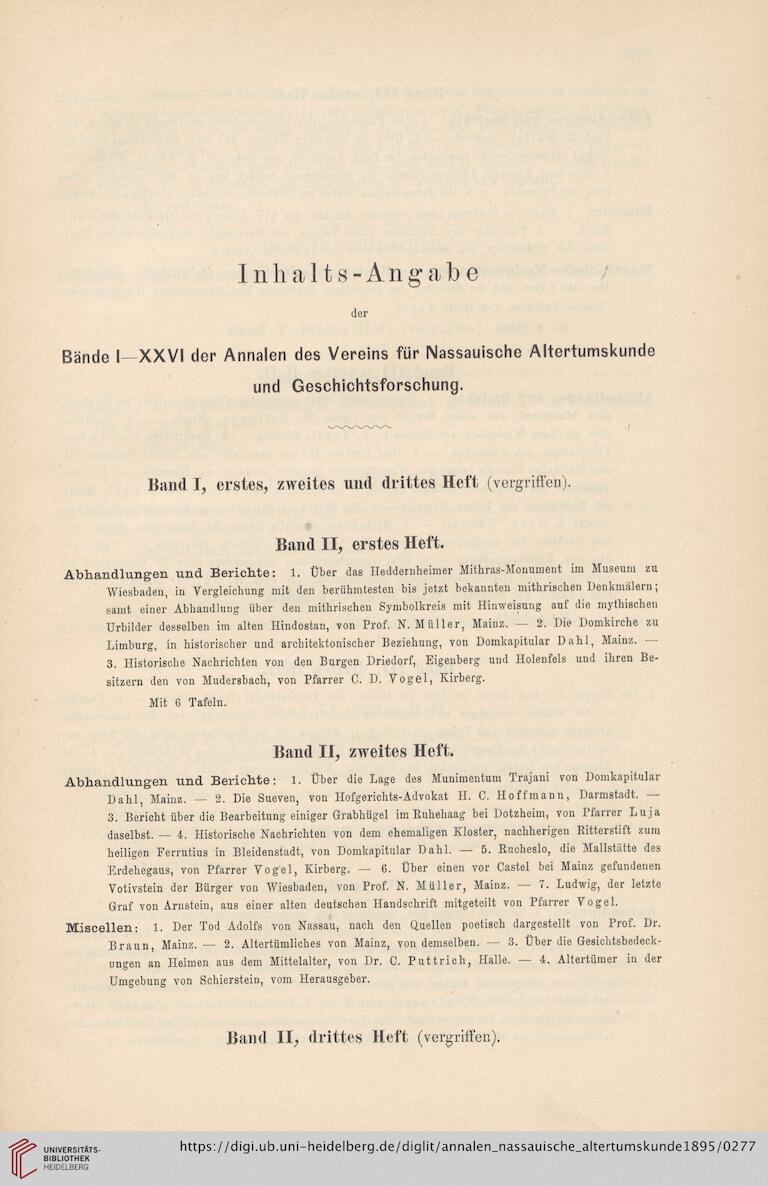 Inhalts-Angabe
der
Bände I—XXVI der Annalen des Vereins für Nassauische Altertumskunde
und Geschichtsforschung.
Band I, erstes, zweites und drittes Heft (vergriffen).
Band II, erstes Heft.
Abhandlungen und Berichte: 1. Über das Heddernheimer Mithras-Monument im Museum zu
Wiesbaden, in Vergleichung mit den berühmtesten bis jetzt bekannten mithrischen Denkmälern;
samt einer Abhandlung über den mithrischen Symbolkreis mit Hinweisung auf die mythischen
Urbilder desselben im alten Hindostan, von Prof. N. Müller, Mainz. — 2. Die Domkirche zu
Limburg, in historischer und architektonischer Beziehung, von Domkapitular Dahl, Mainz. —
3. Historische Nachrichten von den Burgen Driedorf, Eigenberg und Holenfels und ihren Be-
sitzern den von Mudersbach, von Pfarrer C. D. Vogel, Kirberg.
Mit 6 Tafeln.
Band II, zweites Heft.
Abhandlungen und Berichte: 1. Über die Lage des Munimentum Trajani von Domkapitular
Dahl, Mainz. — 2. Die Sueven, von Hofgerichts-Advokat H. C. Hoffmann, Darmstadt. —
3. Bericht über die Bearbeitung einiger Grabhügel im Ruhehaag bei Dotzheim, von Pfarrer Luja
daselbst. — 4. Historische Nachrichten von dem ehemaligen Kloster, nachherigen Ritterstift zum
heiligen Ferrutius in Bleidenstadt, von Domkapitular Dahl. — 5. Rucheslo, die Mallstätte des
Erdehegaus, von Pfarrer Vogel, Kirberg. — 6. Über einen vor Castel bei Mainz gefundenen
Votivstein der Bürger von Wiesbaden, von Prof. N. Müller, Mainz. — 7. Ludwig, der letzte
Graf von Arnstein, aus einer alten deutschen Handschrift mitgeteilt von Pfarrer Vogel.
Miscellen: 1. Der Tod Adolfs von Nassau, nach den Quellen poetisch dargestellt von Prof. Dr.
Braun, Mainz. — 2. Altertümliches von Mainz, von demselben. — 3. Über die Gesichtsbedeck-
ungen an Helmen aus dem Mittelalter, von Dr. C. Puttrich, Halle. — 4. Altertümer in der
Umgebung von Schierstein, vom Herausgeber.
Band II, drittes Heft (vergriffen).
UNIVERSITÄTS-
BIBLIOTHEK
HEIDELBERG
https://digi.ub.uni-heidelberg.de/diglit/annalen_nassauische_altertumskunde1895/0277